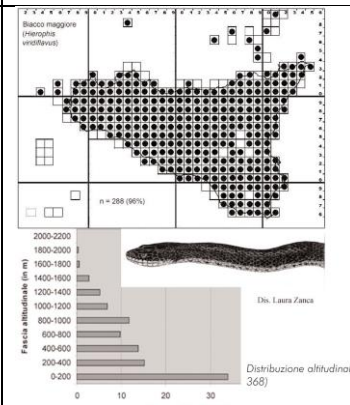 Biacco maggiore
(Hierophis
viridiflavus)
n = 288 (96%)
Fascia altitudinale (in m)
2000-2200
1800-2000
1600-1800
1400-1600
1200-1400
1000-1200
800-1000
600-800
400-600
200-400
0-200
0 10 20 30
Dis. Laura Zanca
Distribuzione altitudinal
368)